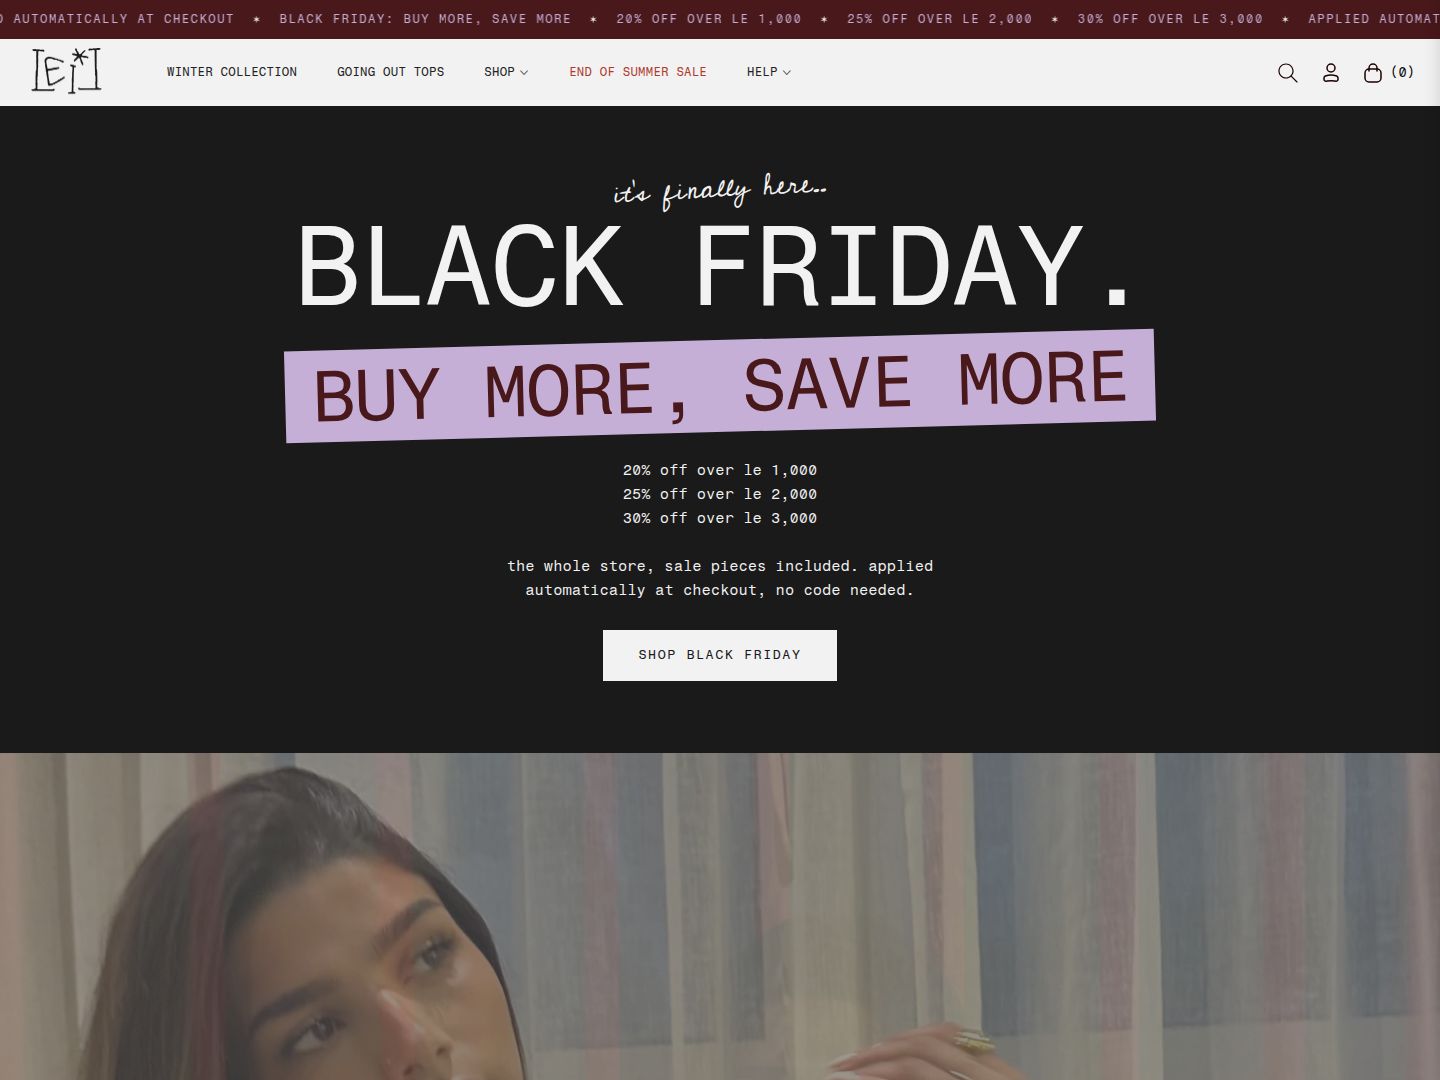 AUTOMATICALLY AT CHECKOUT ✶ BLACK FRIDAY: BUY MORE, SAVE MORE ✶ 20% OFF OVER LE 1,000 ✶ 25% OFF OVER LE 2,000 ✶ 30% OFF OVER LE 3,000 ✶ APPLIED AUTOMAT
WINTER COLLECTION GOING OUT TOPS SHOP END OF SUMMER SALE HELP (0)
it's finally here..
BLACK FRIDAY.
BUY MORE, SAVE MORE
20% off over le 1,000
25% off over le 2,000
30% off over le 3,000
the whole store, sale pieces included. applied
automatically at checkout, no code needed.
SHOP BLACK FRIDAY